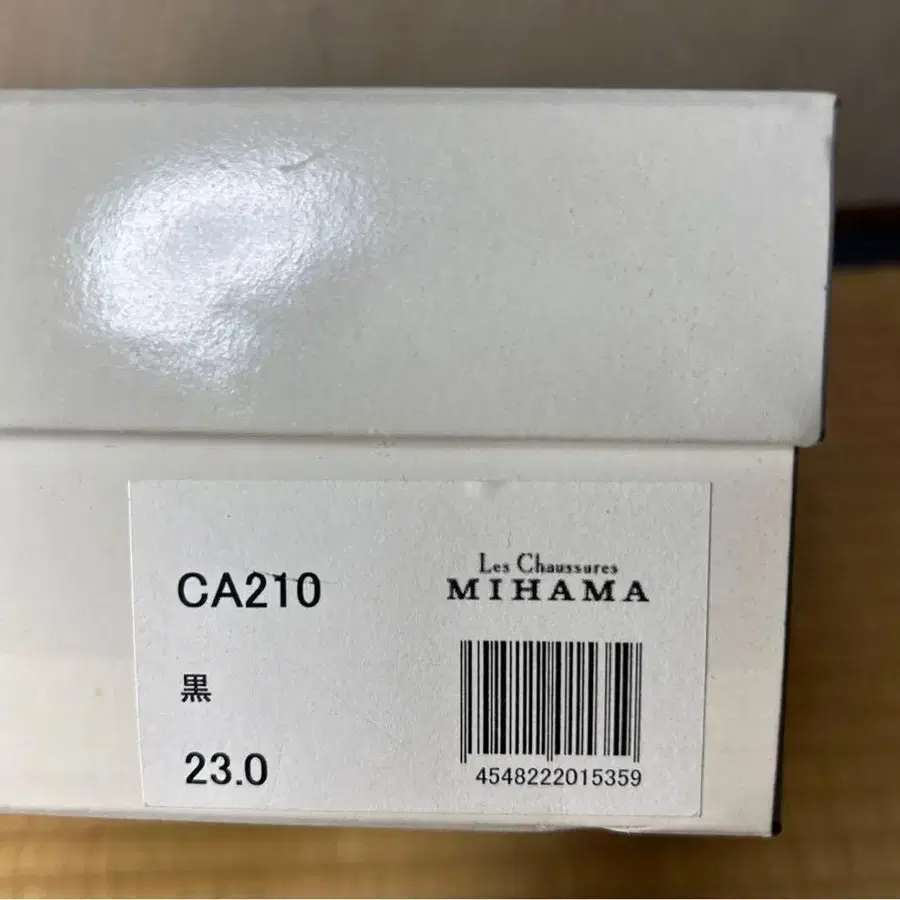 CA210
Les Chaussures
MIHAMA
黒
23.0
4548222015359